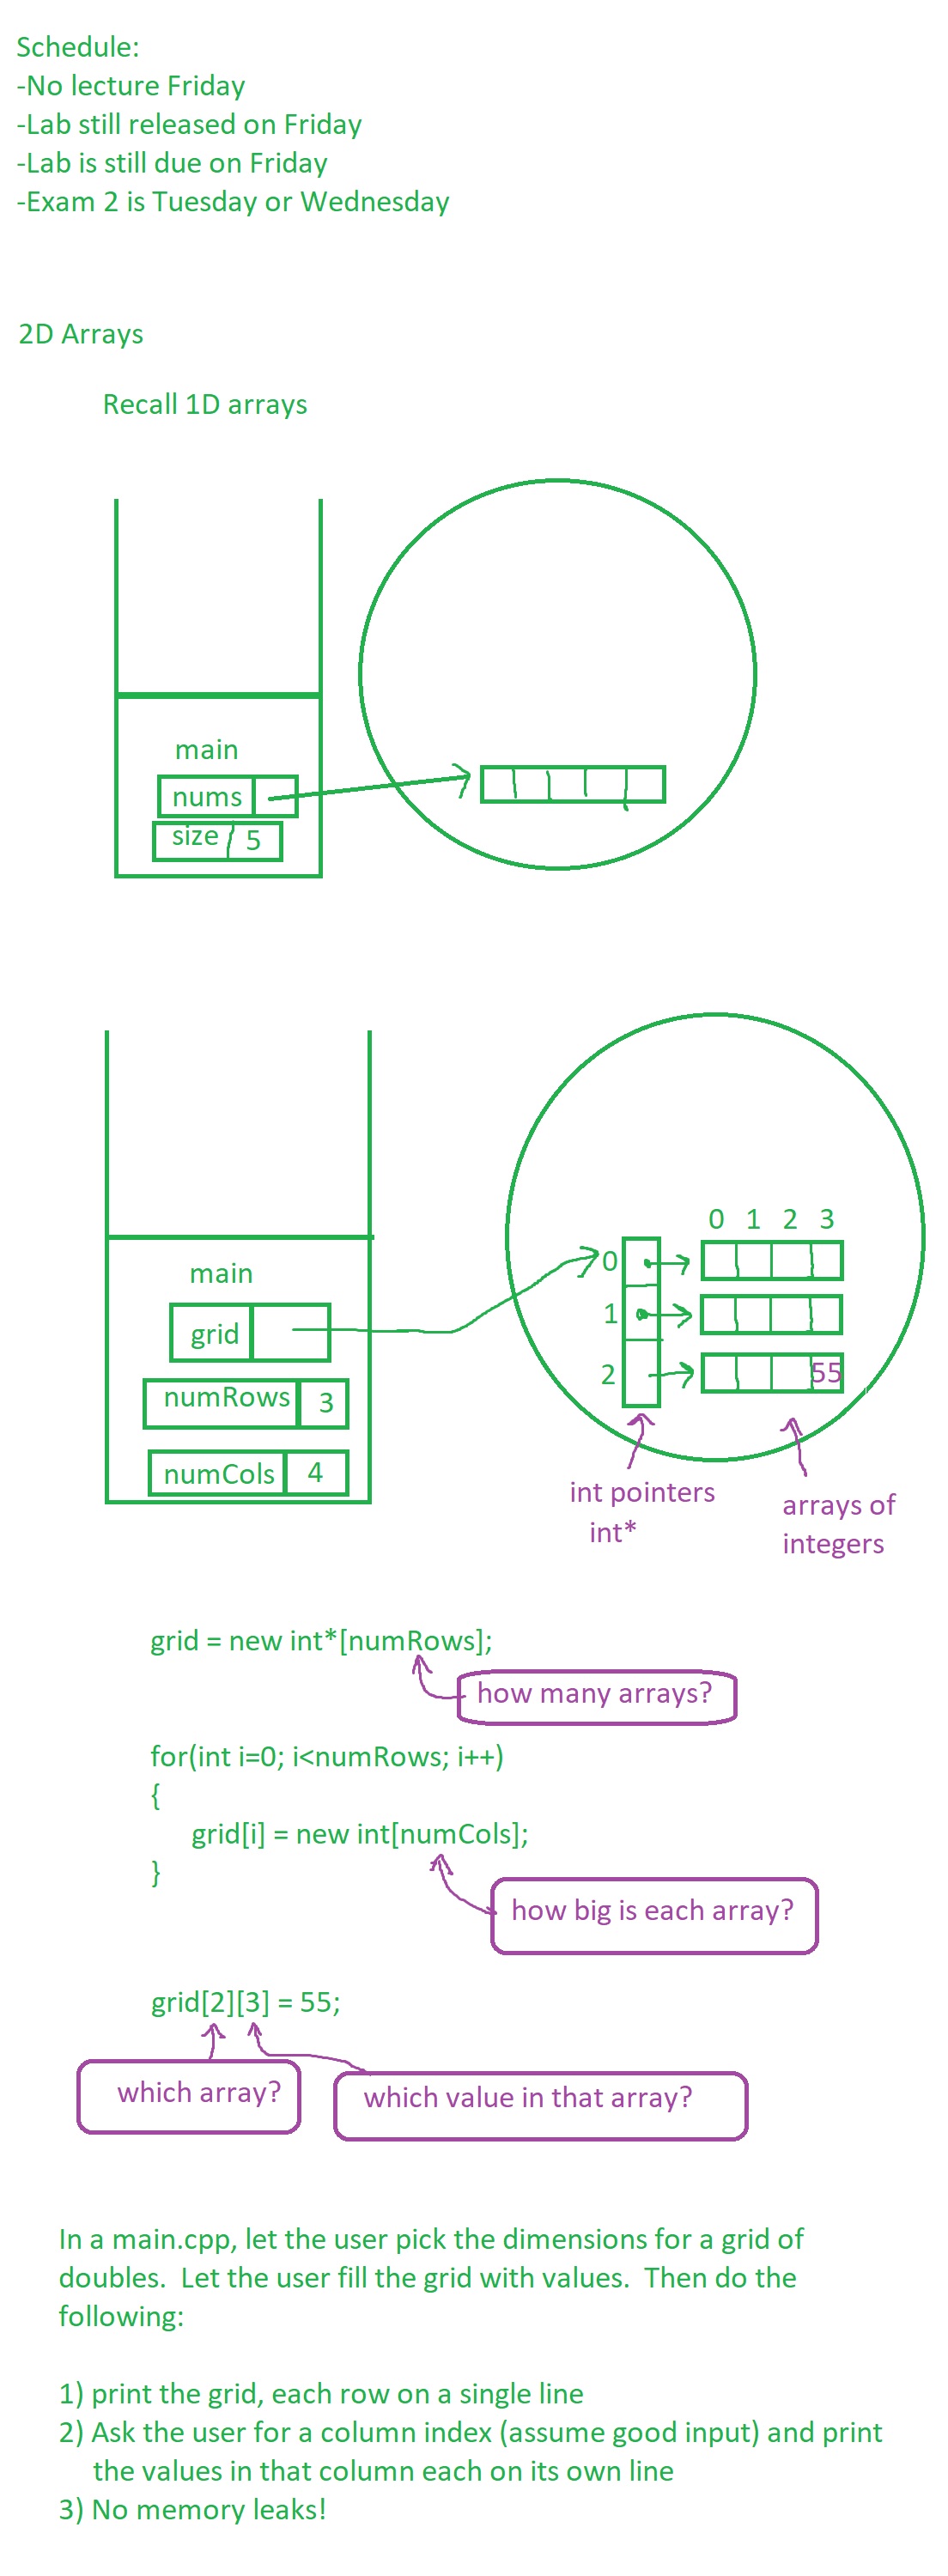 Schedule:
-No lecture Friday
-Lab still released on Friday
-Lab is still due on Friday
-Exam 2 is Tuesday or Wednesday
2D Arrays
Recall 1D arrays
main
nums
size 5
main
grid
numRows 3
numCols 4
0 1 2 3
0
1
2
55
int pointers
int*
arrays of
integers
grid = new int*[numRows];
how many arrays?
for(int i=0; i<numRows; i++)
{
grid[i] = new int[numCols];
}
how big is each array?
grid[2][3] = 55;
which array?
which value in that array?
In a main.cpp, let the user pick the dimensions for a grid of
doubles. Let the user fill the grid with values. Then do the
following:
1) print the grid, each row on a single line
2) Ask the user for a column index (assume good input) and print
the values in that column each on its own line
3) No memory leaks!